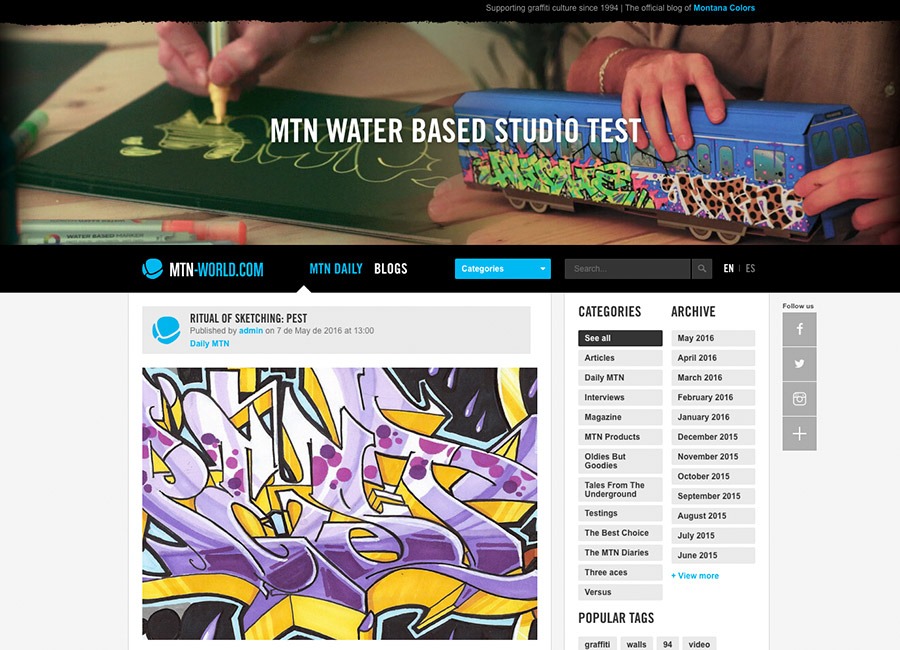 Supporting graffiti culture since 1994 | The official blog of Montana Colors
MTN WATER BASED STUDIO TEST
WATER BASED MARKER
MTN-WORLD.COM
MTN DAILY
BLOGS
Categories
Search...
EN | ES
RITUAL OF SKETCHING: PEST
Published by admin on 7 de May de 2016 at 13:00
Daily MTN
CATEGORIES
See all
Articles
Daily MTN
Interviews
Magazine
MTN Products
Oldies But
Goodies
Tales From The
Underground
Testings
The Best Choice
The MTN Diaries
Three aces
Versus
ARCHIVE
May 2016
April 2016
March 2016
February 2016
January 2016
December 2015
November 2015
October 2015
September 2015
August 2015
July 2015
June 2015
+ View more
POPULAR TAGS
graffiti
walls
94
video
Follow us